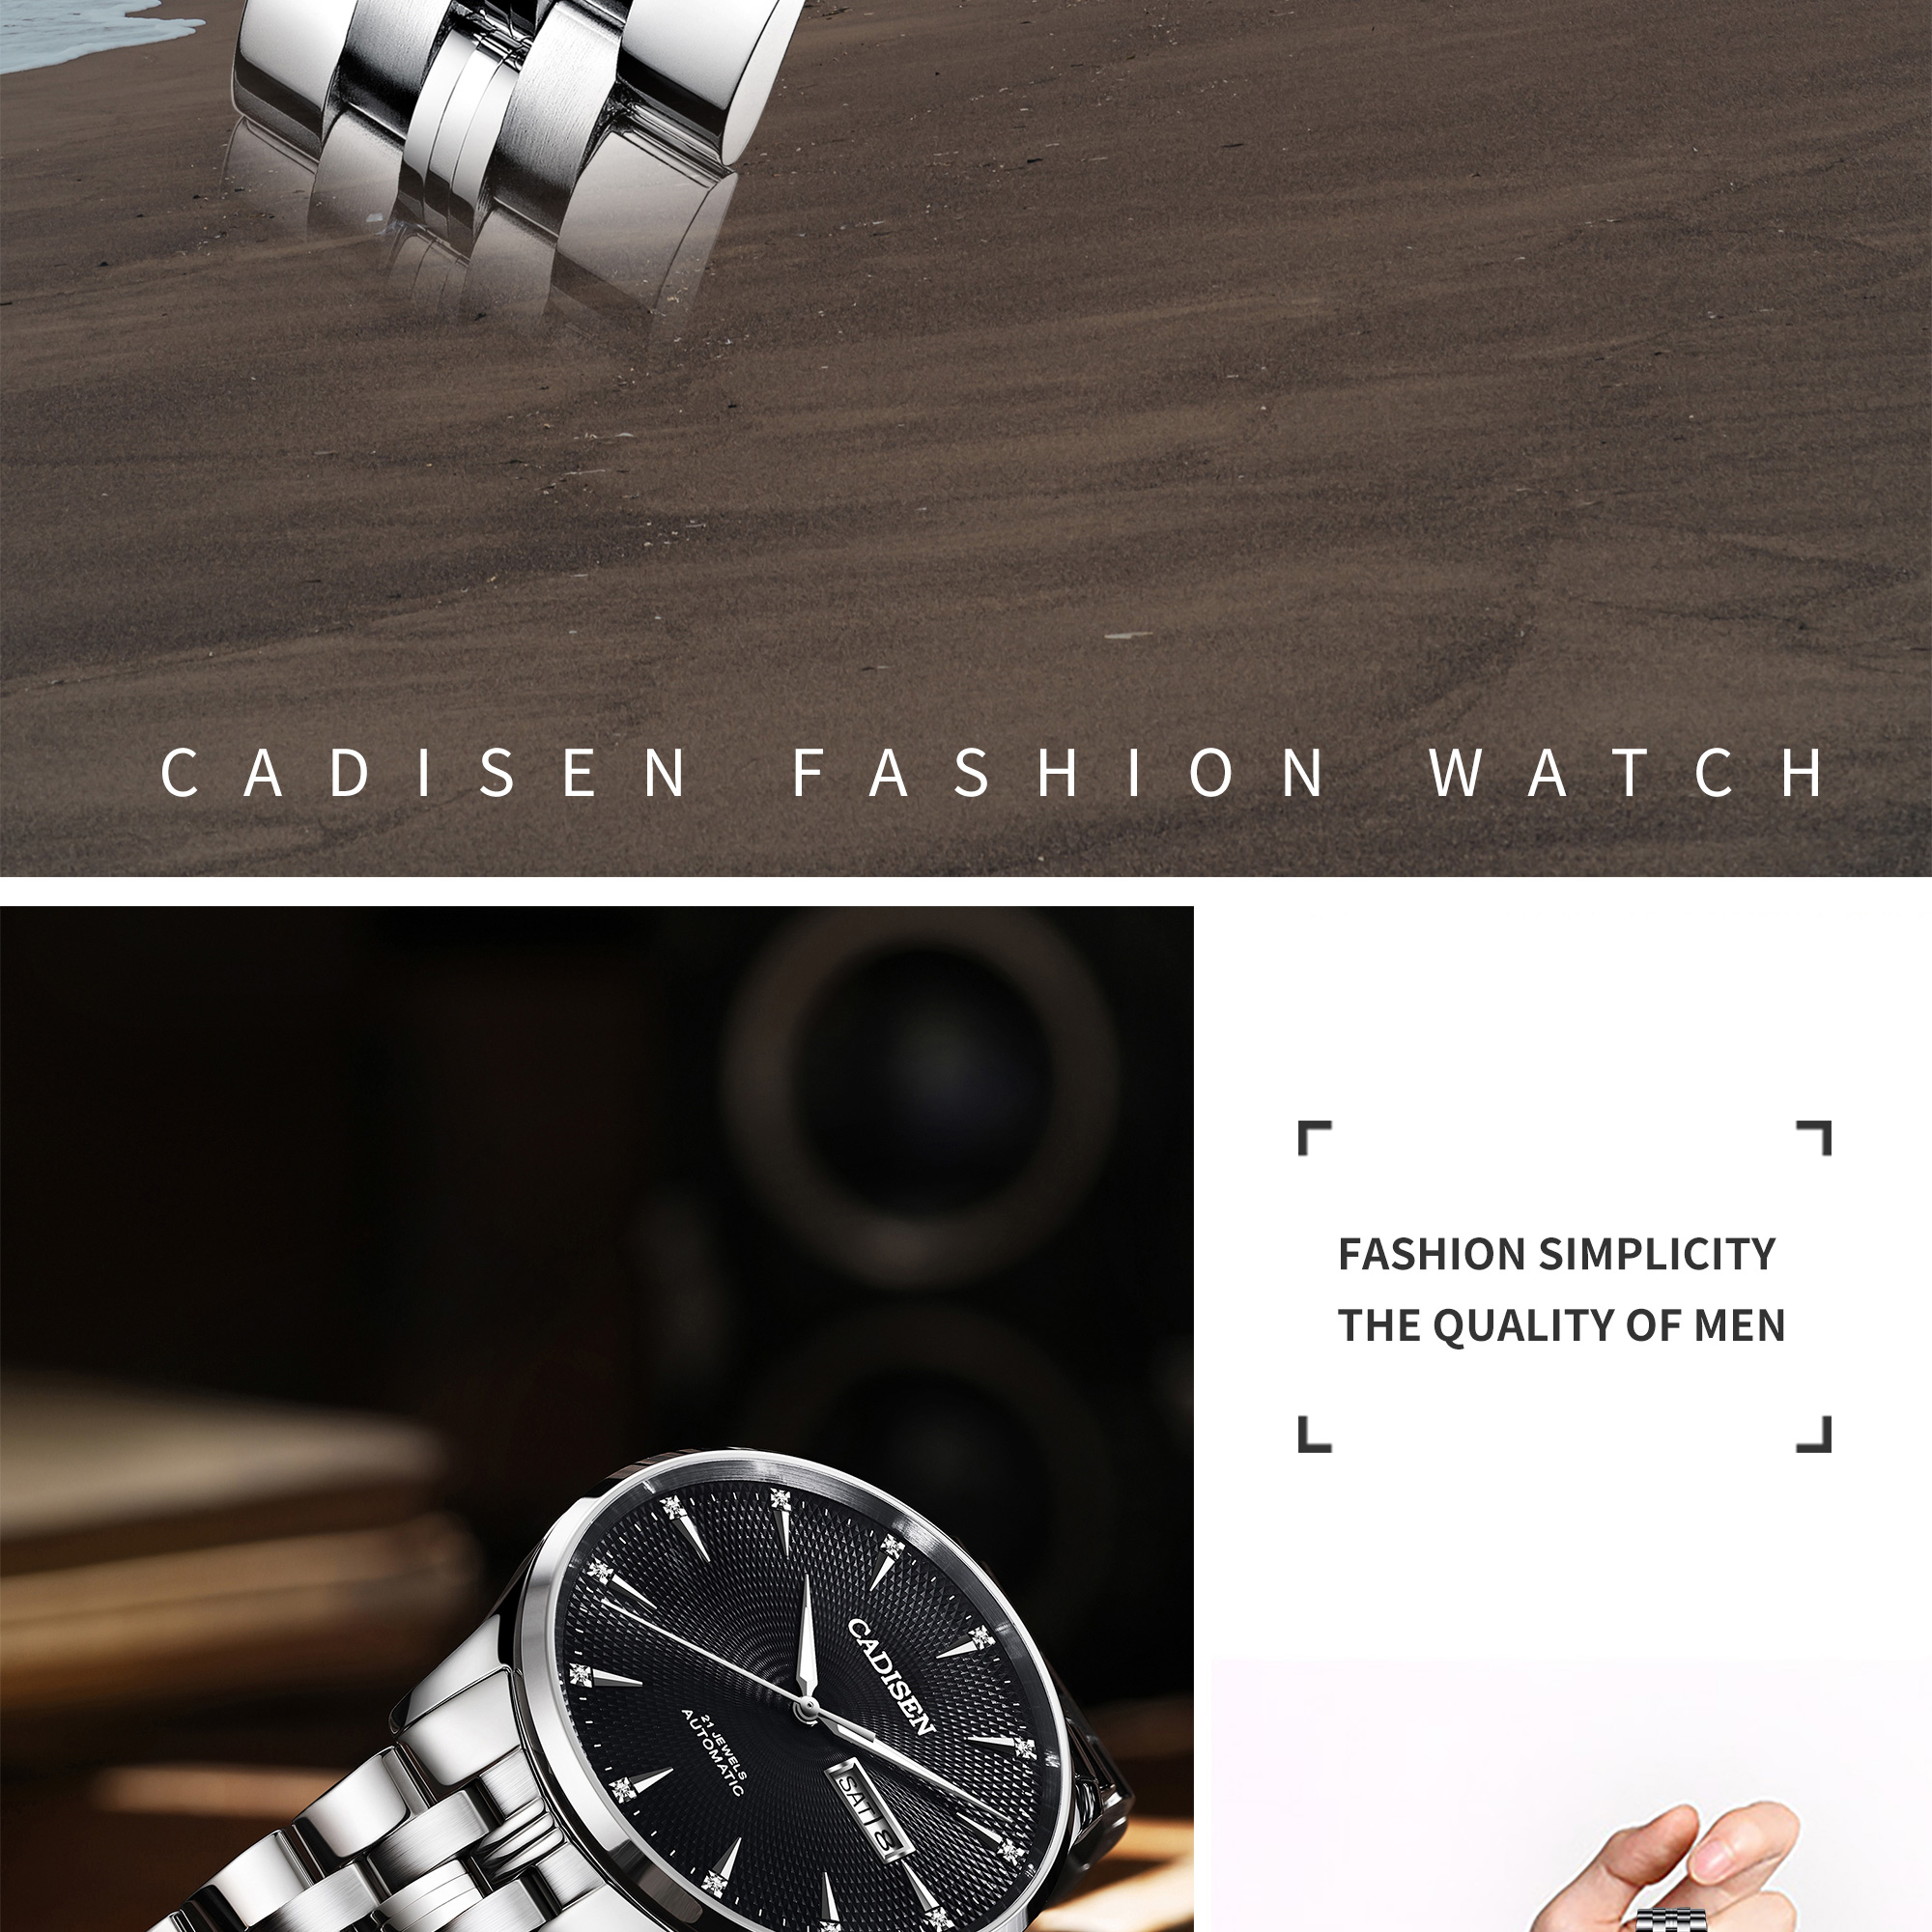 CADISEN FASHION WATCH
FASHION SIMPLICITY
THE QUALITY OF MEN
CADISEN
21 JEWELS
AUTOMATIC
SAT 8